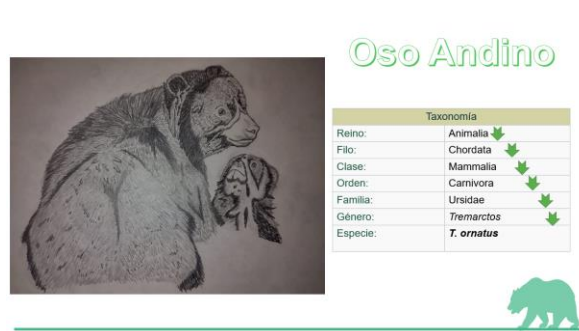 Oso Andino
Taxonomía
Reino: Animalia
Filo: Chordata
Clase: Mammalia
Orden: Carnivora
Familia: Ursidae
Género: Tremarctos
Especie: T. ornatus